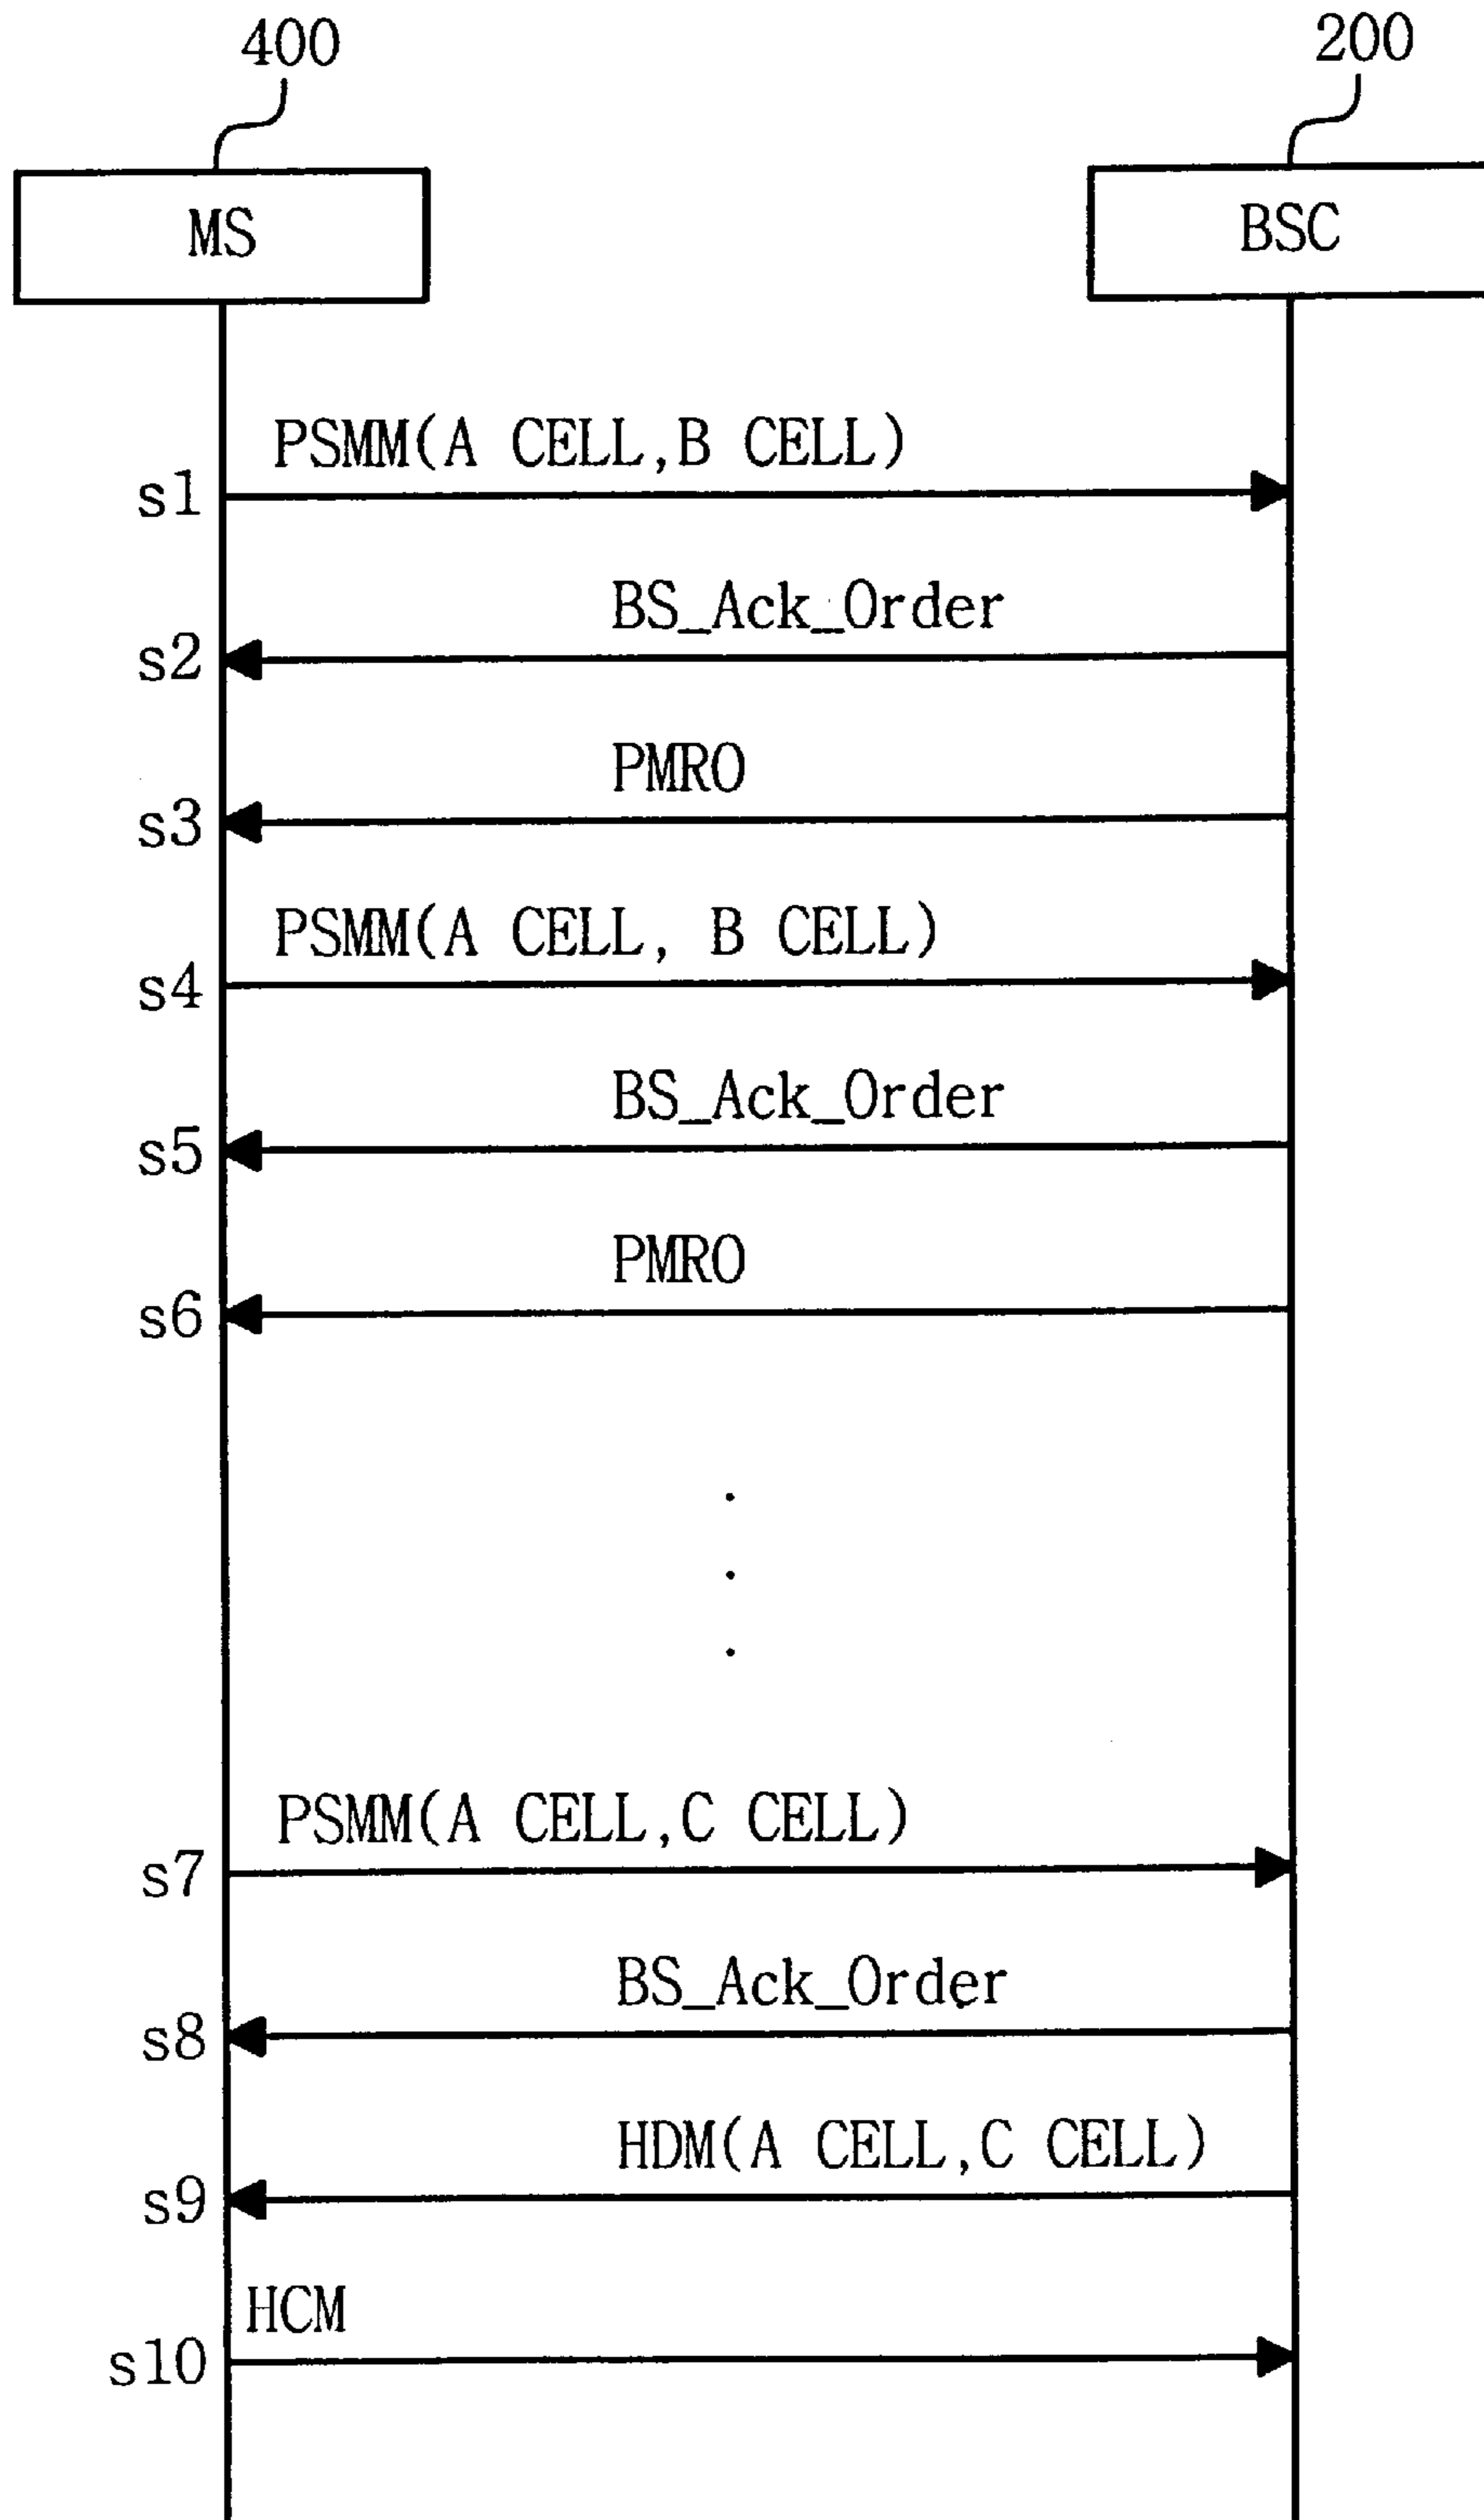 400
200
MS
BSC
PSMM(A CELL,B CELL)
s1
BS_Ack_Order
s2
PMRO
s3
PSMM(A CELL, B CELL)
s4
BS_Ack_Order
s5
PMRO
s6
PSMM(A CELL,C CELL)
s7
BS_Ack_Order
s8
HDM(A CELL,C CELL)
s9
HCM
s10